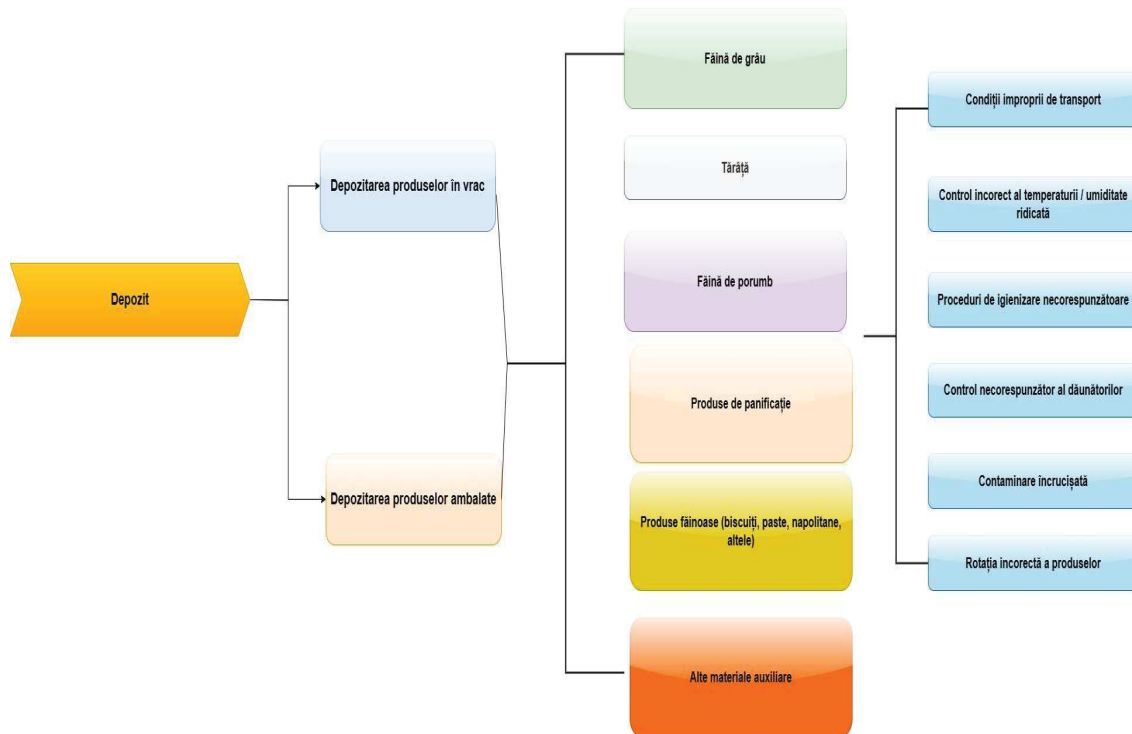 Depozit
Depozitarea produselor în vrac
Depozitarea produselor ambalate
Făină de grâu
Tărâță
Făină de porumb
Produse de panificație
Produse făinoase (biscuiți, paste, napolitane,
altele)
Alte materiale auxiliare
Condiții improprii de transport
Control incorect al temperaturii / umiditate
ridicată
Proceduri de igienizare necorespunzătoare
Control necorespunzător al dăunătorilor
Contaminare încrucișată
Rotația incorectă a produselor